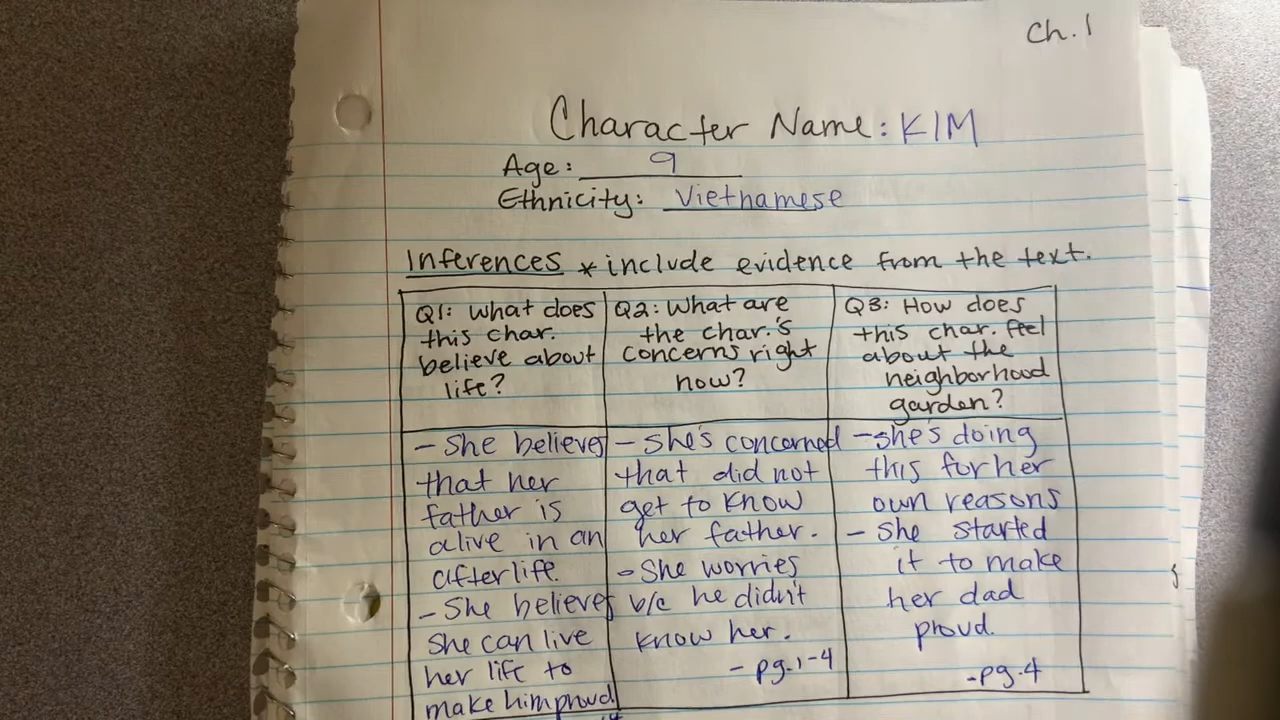 Ch. 1
Character Name: KIM
Age: 9
Ethnicity: Vietnamese
Inferences * include evidence from the text.
Q1: What does
this char.
believe about
life?
Q2: What are
the char.'s
concerns right
now?
Q3: How does
this char. feel
about the
neighborhood
garden?
- She believes
that her
father is
alive in an
afterlife.
- She believes
she can live
her life to
make him proud
- She's concerned
that did not
get to know
her father.
- She worries
b/c he didn't
know her.
- pg. 1-4
- she's doing
this for her
own reasons
- She started
it to make
her dad
proud.
- pg. 4